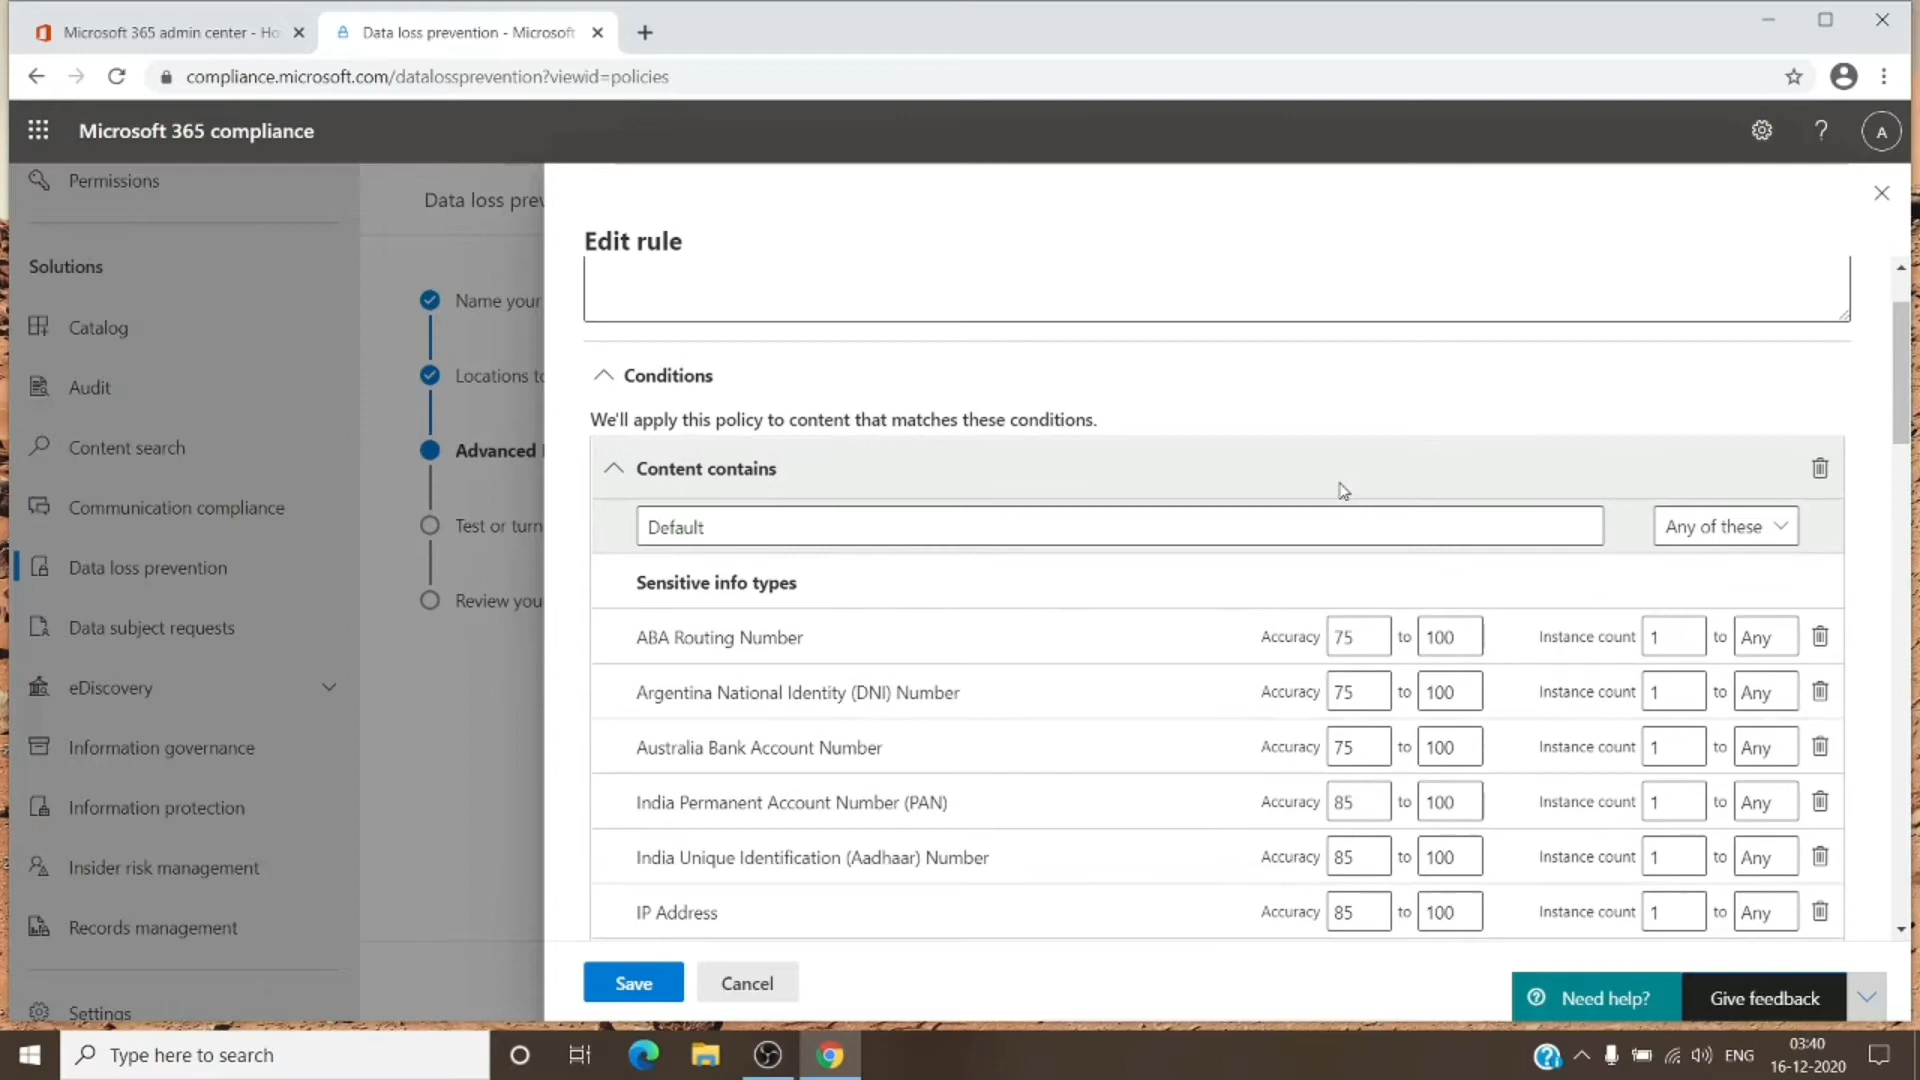 Microsoft 365 admin center - Ho
Data loss prevention - Microsoft
compliance.microsoft.com/datalossprevention?viewid=policies
Microsoft 365 compliance
A
Permissions
Solutions
Catalog
Audit
Content search
Communication compliance
Data loss prevention
Data subject requests
eDiscovery
Information governance
Information protection
Insider risk management
Records management
Settings
Data loss prev
Name your
Locations to
Advanced
Test or turn
Review you
Edit rule
Conditions
We'll apply this policy to content that matches these conditions.
Content contains
Default
Any of these
Sensitive info types
ABA Routing Number Accuracy 75 to 100 Instance count 1 to Any
Argentina National Identity (DNI) Number Accuracy 75 to 100 Instance count 1 to Any
Australia Bank Account Number Accuracy 75 to 100 Instance count 1 to Any
India Permanent Account Number (PAN) Accuracy 85 to 100 Instance count 1 to Any
India Unique Identification (Aadhaar) Number Accuracy 85 to 100 Instance count 1 to Any
IP Address Accuracy 85 to 100 Instance count 1 to Any
Save
Cancel
Need help?
Give feedback
Type here to search
ENG
03:40
16-12-2020